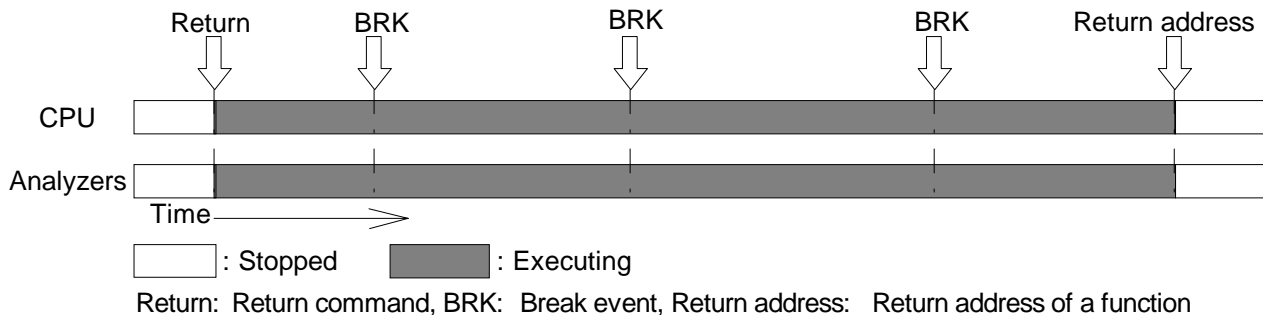 Return BRK BRK BRK Return address
CPU
Analyzers
Time
: Stopped : Executing
Return: Return command, BRK: Break event, Return address: Return address of a function